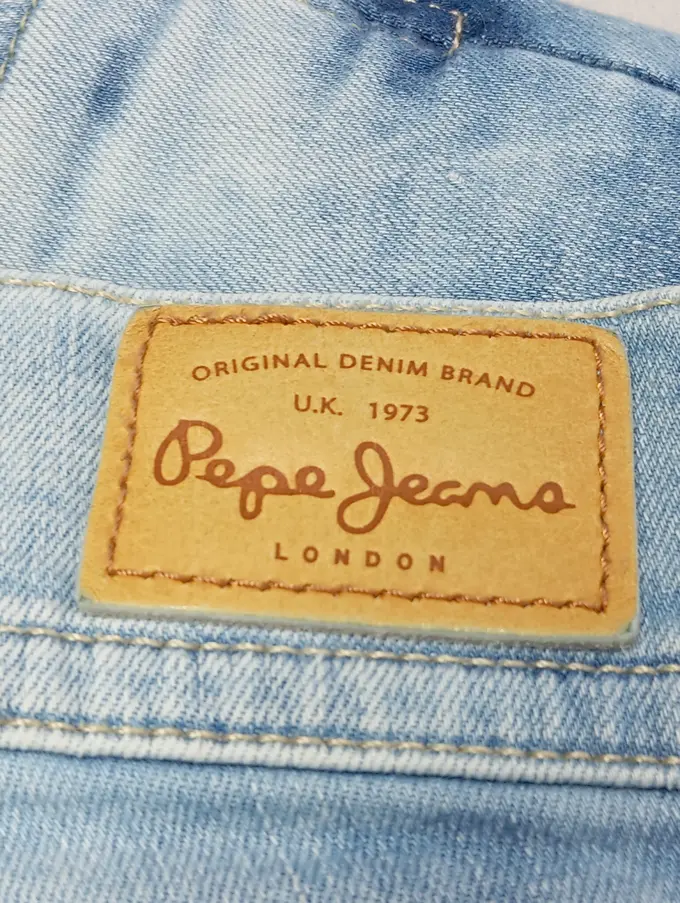 ORIGINAL DENIM BRAND
U.K. 1973
Pepe Jeans
LONDON